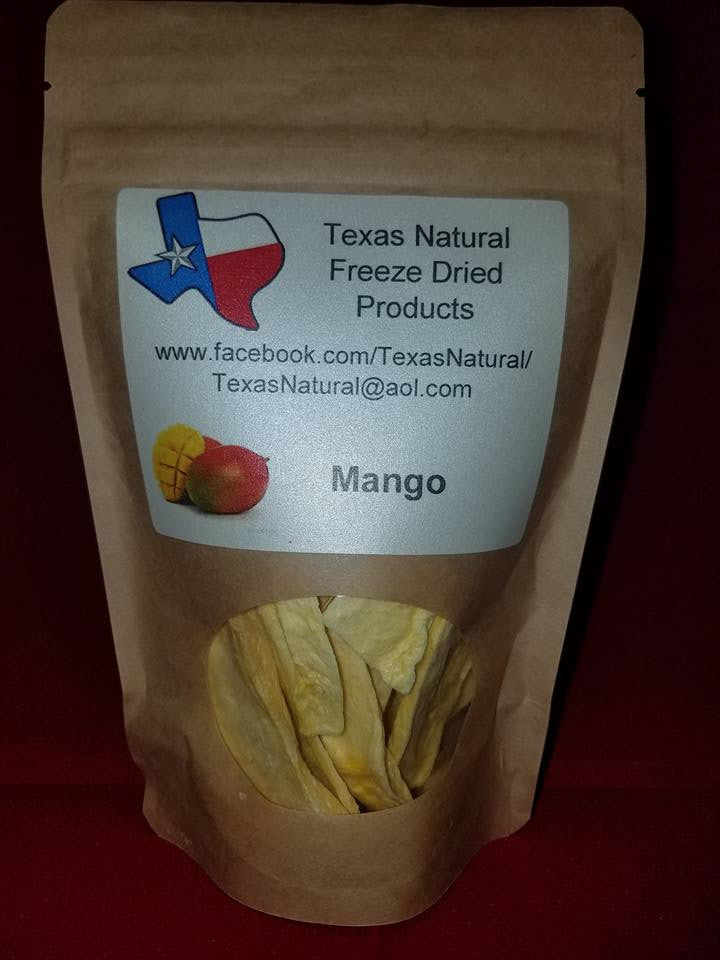 Texas Natural
Freeze Dried
Products
www.facebook.com/TexasNatural/
TexasNatural@aol.com
Mango